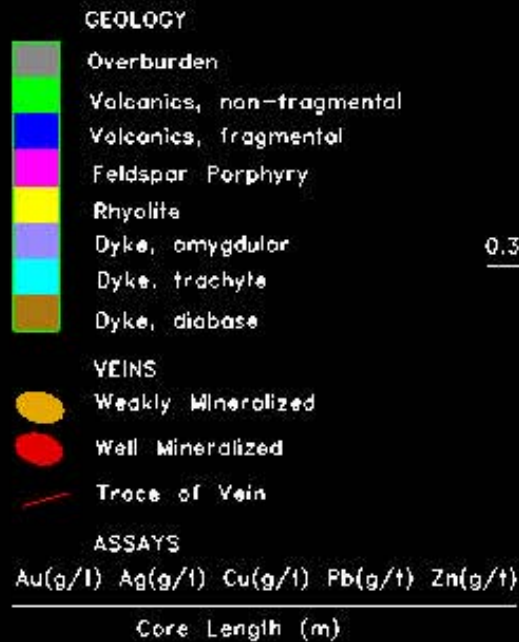 GEOLOGY
Overburden
Volcanics, non-fragmental
Volcanics, fragmental
Feldspar Porphyry
Rhyolite
Dyke, amygdular
0.3
Dyke, trachyte
Dyke, diabase
VEINS
Weakly Mineralized
Well Mineralized
Trace of Vein
ASSAYS
Au(g/t) Ag(g/t) Cu(g/t) Pb(g/t) Zn(g/t)
Core Length (m)